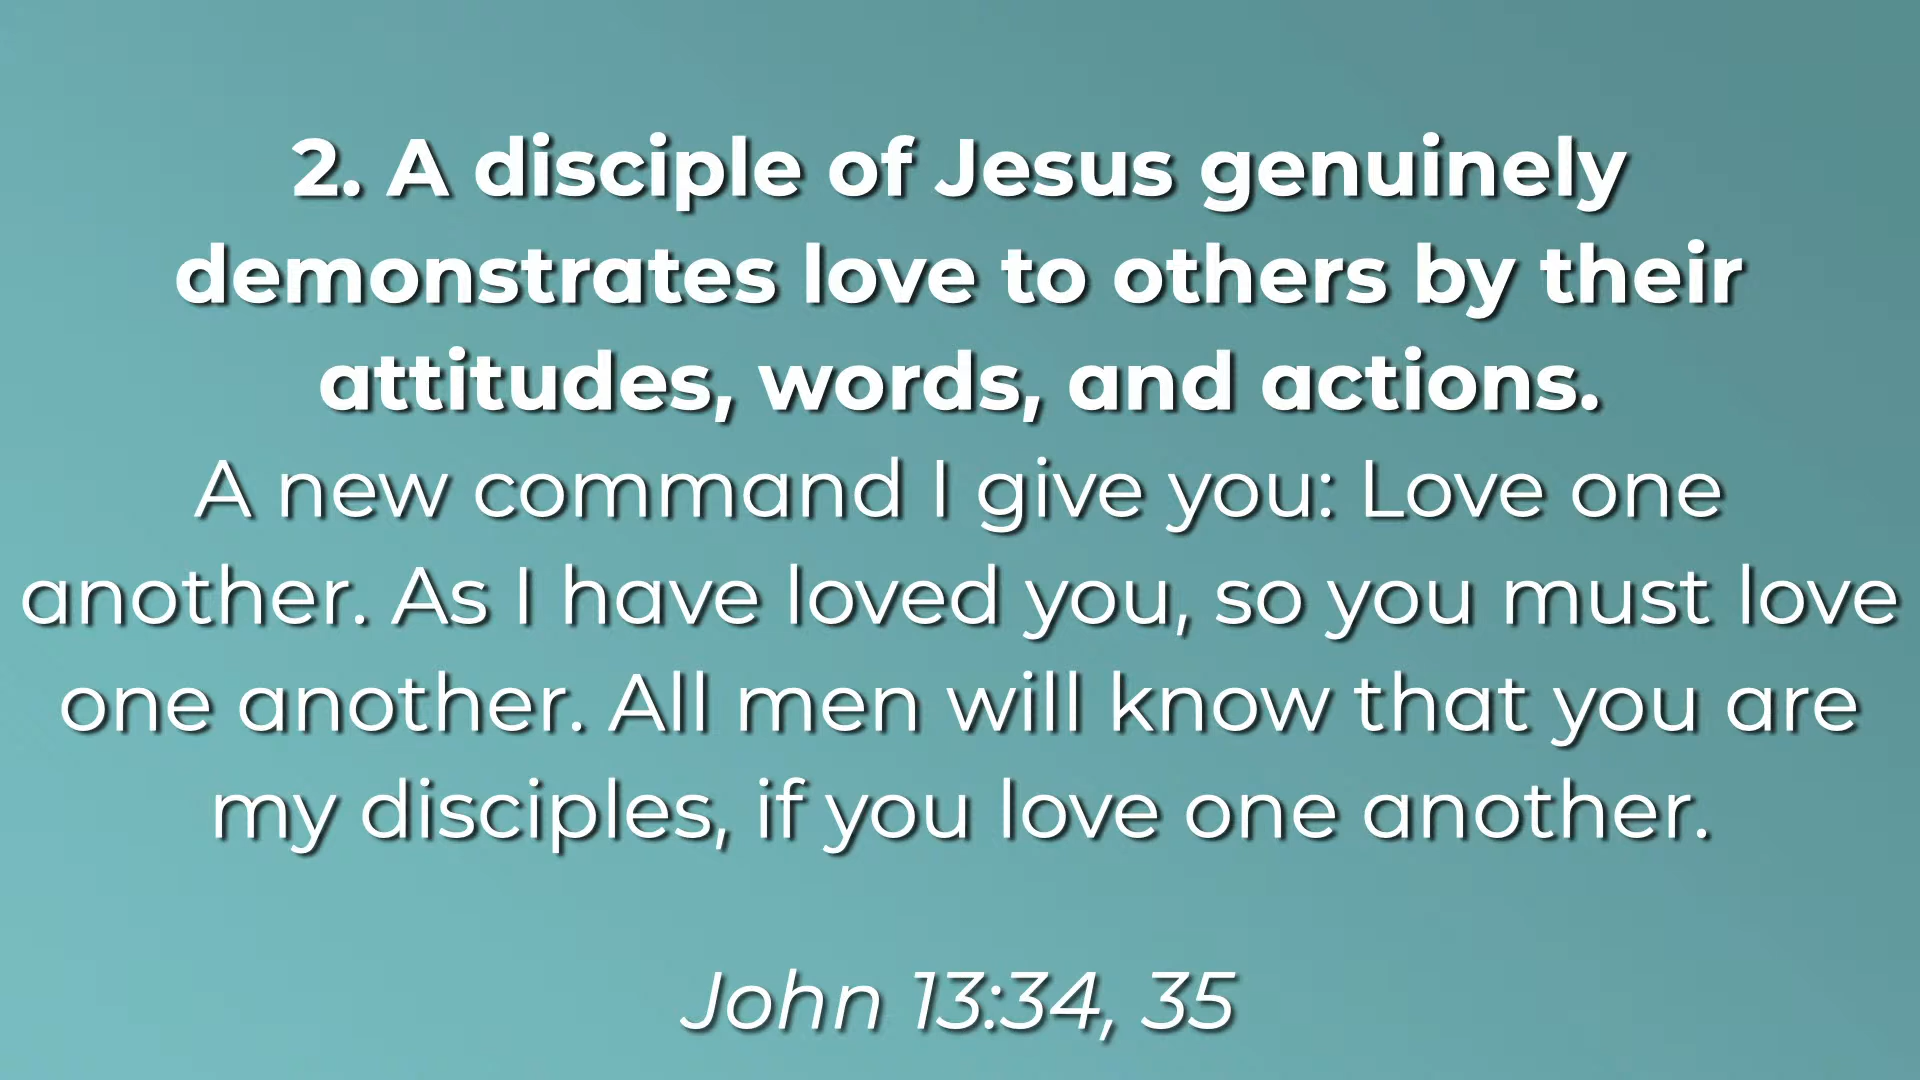 2. A disciple of Jesus genuinely
demonstrates love to others by their
attitudes, words, and actions.
A new command I give you: Love one
another. As I have loved you, so you must love
one another. All men will know that you are
my disciples, if you love one another.
John 13:34, 35